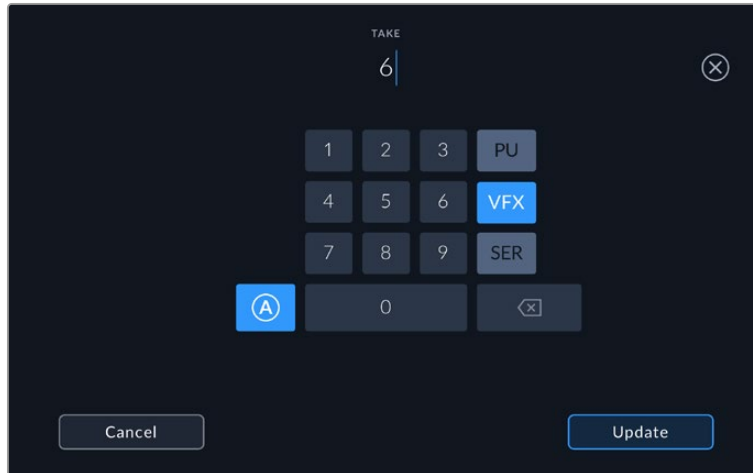 TAKE
6
1 2 3 PU
4 5 6 VFX
7 8 9 SER
A 0
Cancel Update